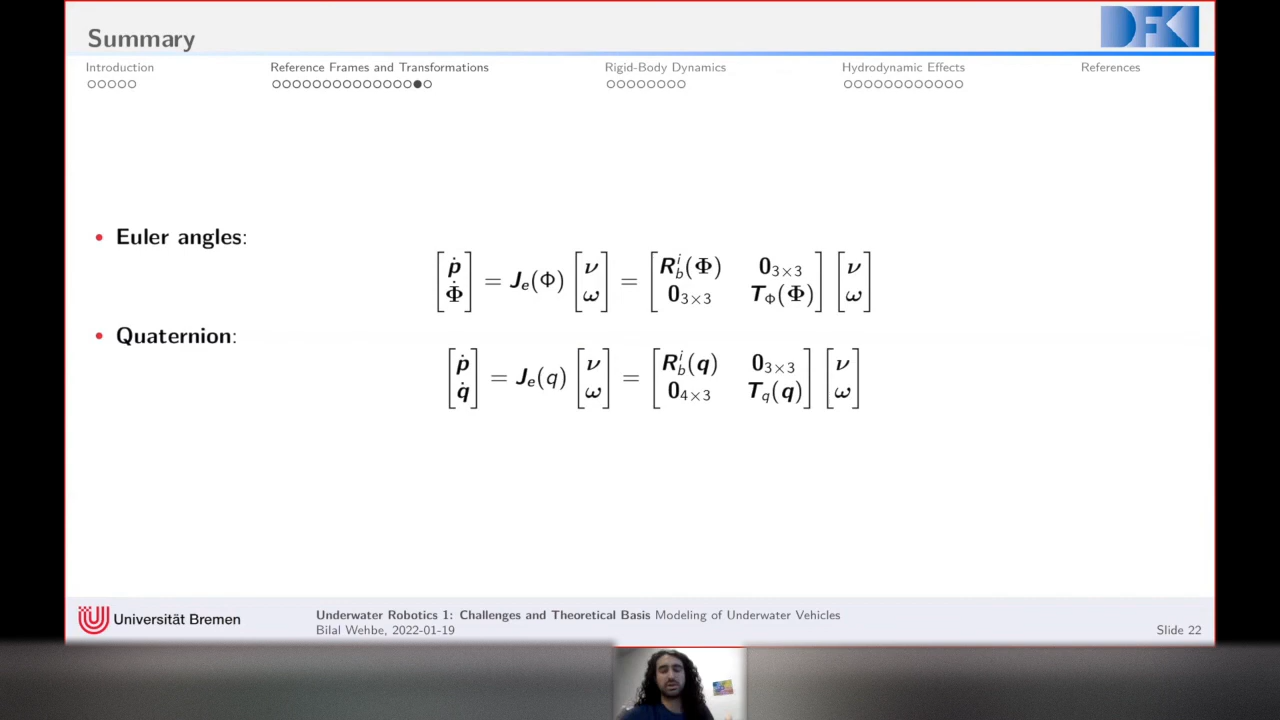 Summary
DFKI
Introduction Reference Frames and Transformations Rigid-Body Dynamics Hydrodynamic Effects References
• Euler angles:
[ṗ; Φ̇] = J_e(Φ) [ν; ω] = [R_b^i(Φ) 0_{3×3}; 0_{3×3} T_Φ(Φ)] [ν; ω]
• Quaternion:
[ṗ; q̇] = J_e(q) [ν; ω] = [R_b^i(q) 0_{3×3}; 0_{4×3} T_q(q)] [ν; ω]
Universität Bremen
Underwater Robotics 1: Challenges and Theoretical Basis Modeling of Underwater Vehicles
Bilal Wehbe, 2022-01-19
Slide 22